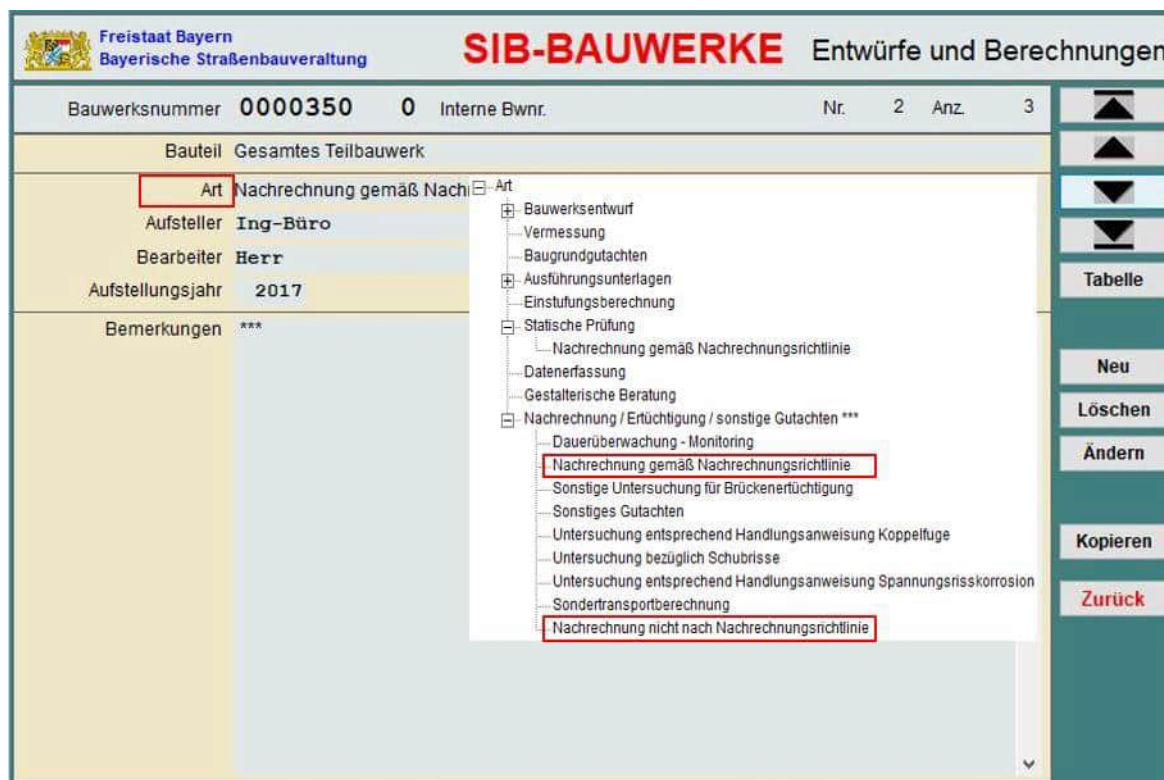 Freistaat Bayern
Bayerische Straßenbauveraltung
SIB-BAUWERKE Entwürfe und Berechnungen
Bauwerksnummer 0000350 0 Interne Bwnr. Nr. 2 Anz. 3
Bauteil Gesamtes Teilbauwerk
Art Nachrechnung gemäß Nachr
Aufsteller Ing-Büro
Bearbeiter Herr
Aufstellungsjahr 2017
Bemerkungen ***
Art
Bauwerksentwurf
Vermessung
Baugrundgutachten
Ausführungsunterlagen
Einstufungsberechnung
Statische Prüfung
Nachrechnung gemäß Nachrechnungsrichtlinie
Datenerfassung
Gestalterische Beratung
Nachrechnung / Ertüchtigung / sonstige Gutachten ***
Dauerüberwachung - Monitoring
Nachrechnung gemäß Nachrechnungsrichtlinie
Sonstige Untersuchung für Brückenertüchtigung
Sonstiges Gutachten
Untersuchung entsprechend Handlungsanweisung Koppelfuge
Untersuchung bezüglich Schubrisse
Untersuchung entsprechend Handlungsanweisung Spannungsrisskorrosion
Sondertransportberechnung
Nachrechnung nicht nach Nachrechnungsrichtlinie
Tabelle
Neu
Löschen
Ändern
Kopieren
Zurück